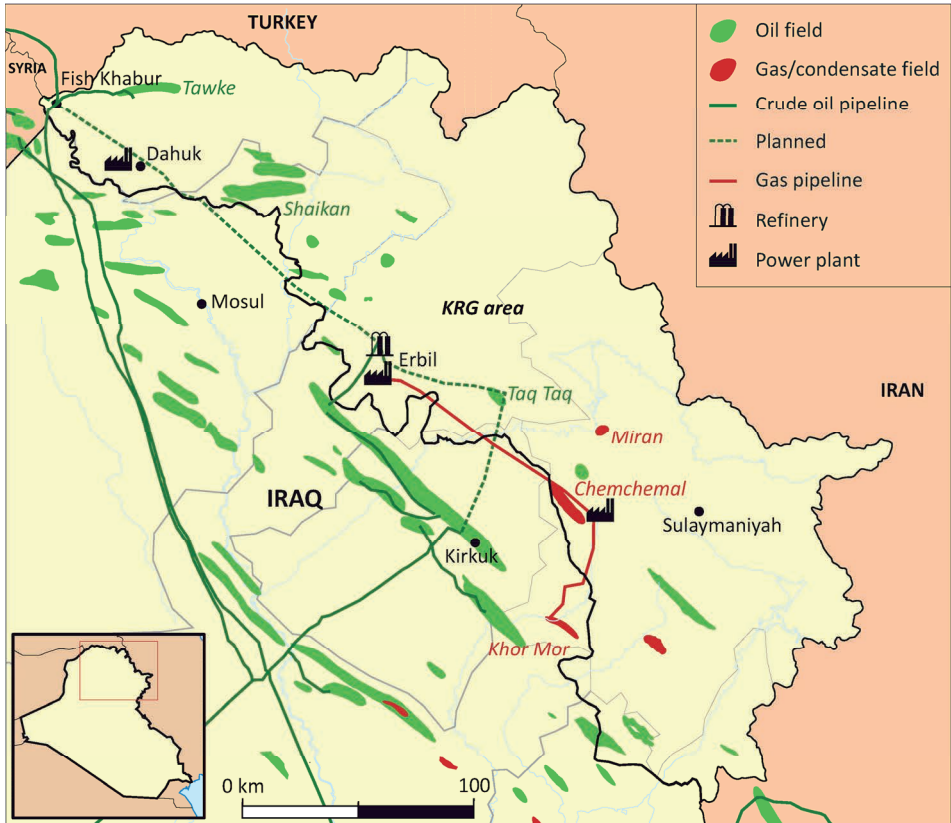 TURKEY
SYRIA
Fish Khabur
Tawke
Dahuk
Shaikan
Mosul
KRG area
Erbil
Taq Taq
IRAN
Miran
IRAQ
Chemchemal
Sulaymaniyah
Kirkuk
Khor Mor
Oil field
Gas/condensate field
Crude oil pipeline
Planned
Gas pipeline
Refinery
Power plant
0 km 100